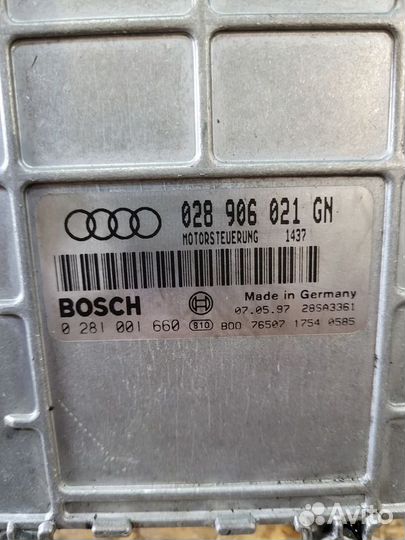 028 906 021 GN
MOTORSTEUERUNG 1437
BOSCH
Made in Germany
07.05.97 28SA3361
0 281 001 660 810 B00 76507 1754 0585
Avito